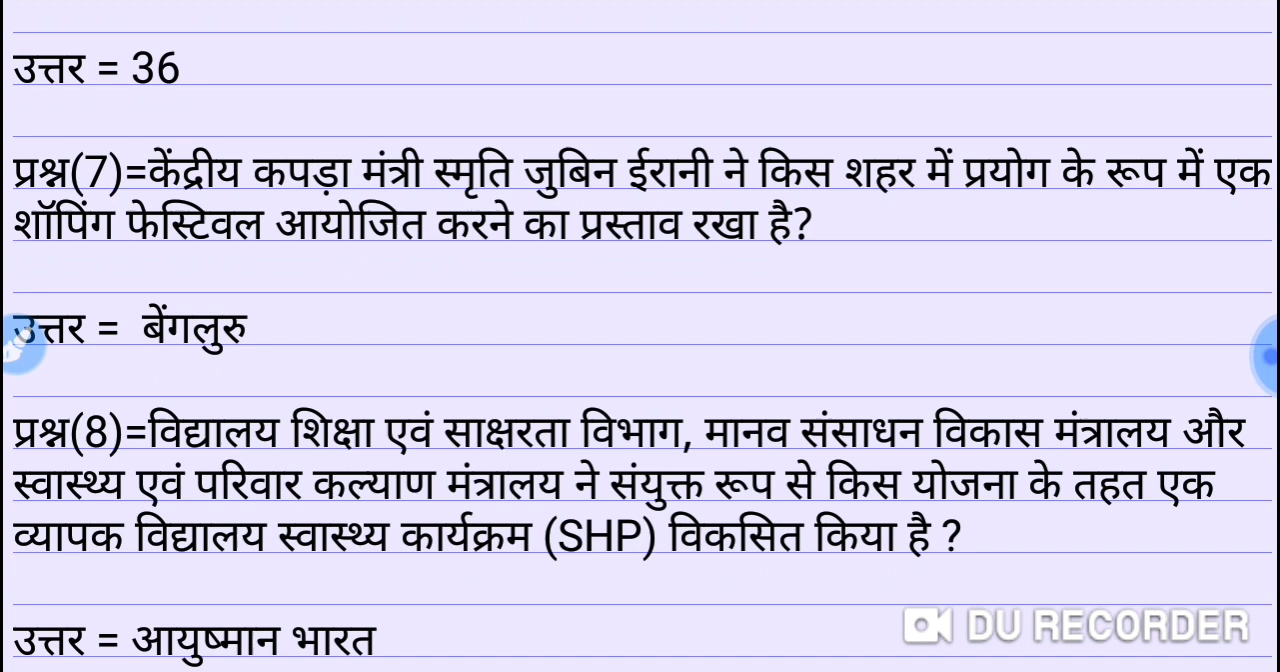 उत्तर = 36
प्रश्न(7)=केंद्रीय कपड़ा मंत्री स्मृति जुबिन ईरानी ने किस शहर में प्रयोग के रूप में एक
शॉपिंग फेस्टिवल आयोजित करने का प्रस्ताव रखा है?
उत्तर = बेंगलुरु
प्रश्न(8)=विद्यालय शिक्षा एवं साक्षरता विभाग, मानव संसाधन विकास मंत्रालय और
स्वास्थ्य एवं परिवार कल्याण मंत्रालय ने संयुक्त रूप से किस योजना के तहत एक
व्यापक विद्यालय स्वास्थ्य कार्यक्रम (SHP) विकसित किया है ?
उत्तर = आयुष्मान भारत
DU RECORDER